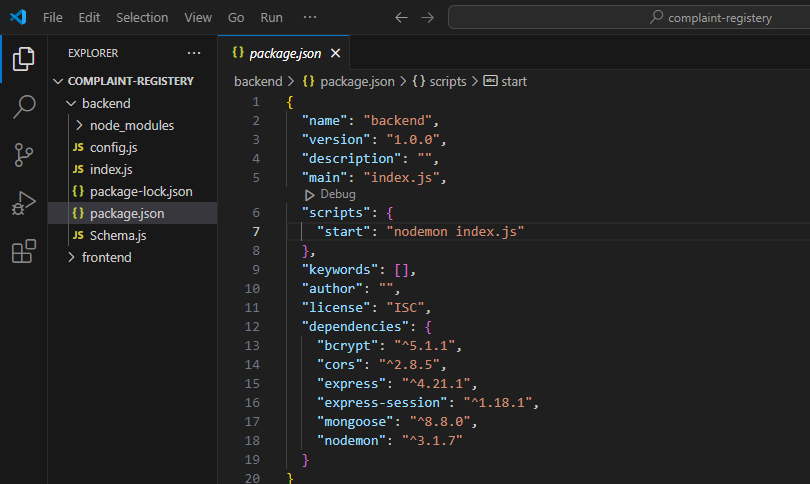 File Edit Selection View Go Run ···
complaint-registery
EXPLORER ···
COMPLAINT-REGISTERY
backend
node_modules
JS config.js
JS index.js
{} package-lock.json
{} package.json
JS Schema.js
frontend
{} package.json ×
backend > {} package.json > {} scripts > abc start
1 {
2 "name": "backend",
3 "version": "1.0.0",
4 "description": "",
5 "main": "index.js",
Debug
6 "scripts": {
7 "start": "nodemon index.js"
8 },
9 "keywords": [],
10 "author": "",
11 "license": "ISC",
12 "dependencies": {
13 "bcrypt": "^5.1.1",
14 "cors": "^2.8.5",
15 "express": "^4.21.1",
16 "express-session": "^1.18.1",
17 "mongoose": "^8.8.0",
18 "nodemon": "^3.1.7"
19 }
20 }